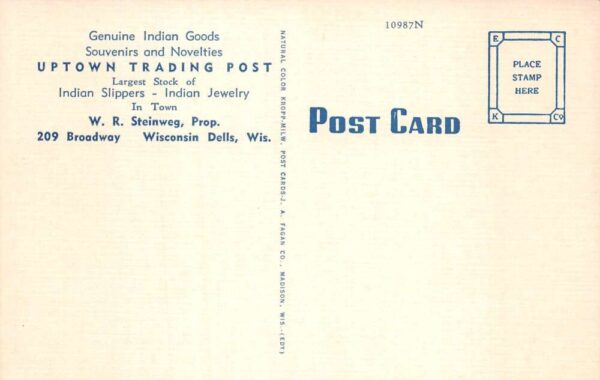 Genuine Indian Goods
Souvenirs and Novelties
UPTOWN TRADING POST
Largest Stock of
Indian Slippers - Indian Jewelry
In Town
W. R. Steinweg, Prop.
209 Broadway Wisconsin Dells, Wis.
NATURAL COLOR KROPP-MILW. POST CARDS-J. A. FAGAN CO., MADISON, WIS.-(EDY)
10987N
POST CARD
E C
PLACE
STAMP
HERE
K Co